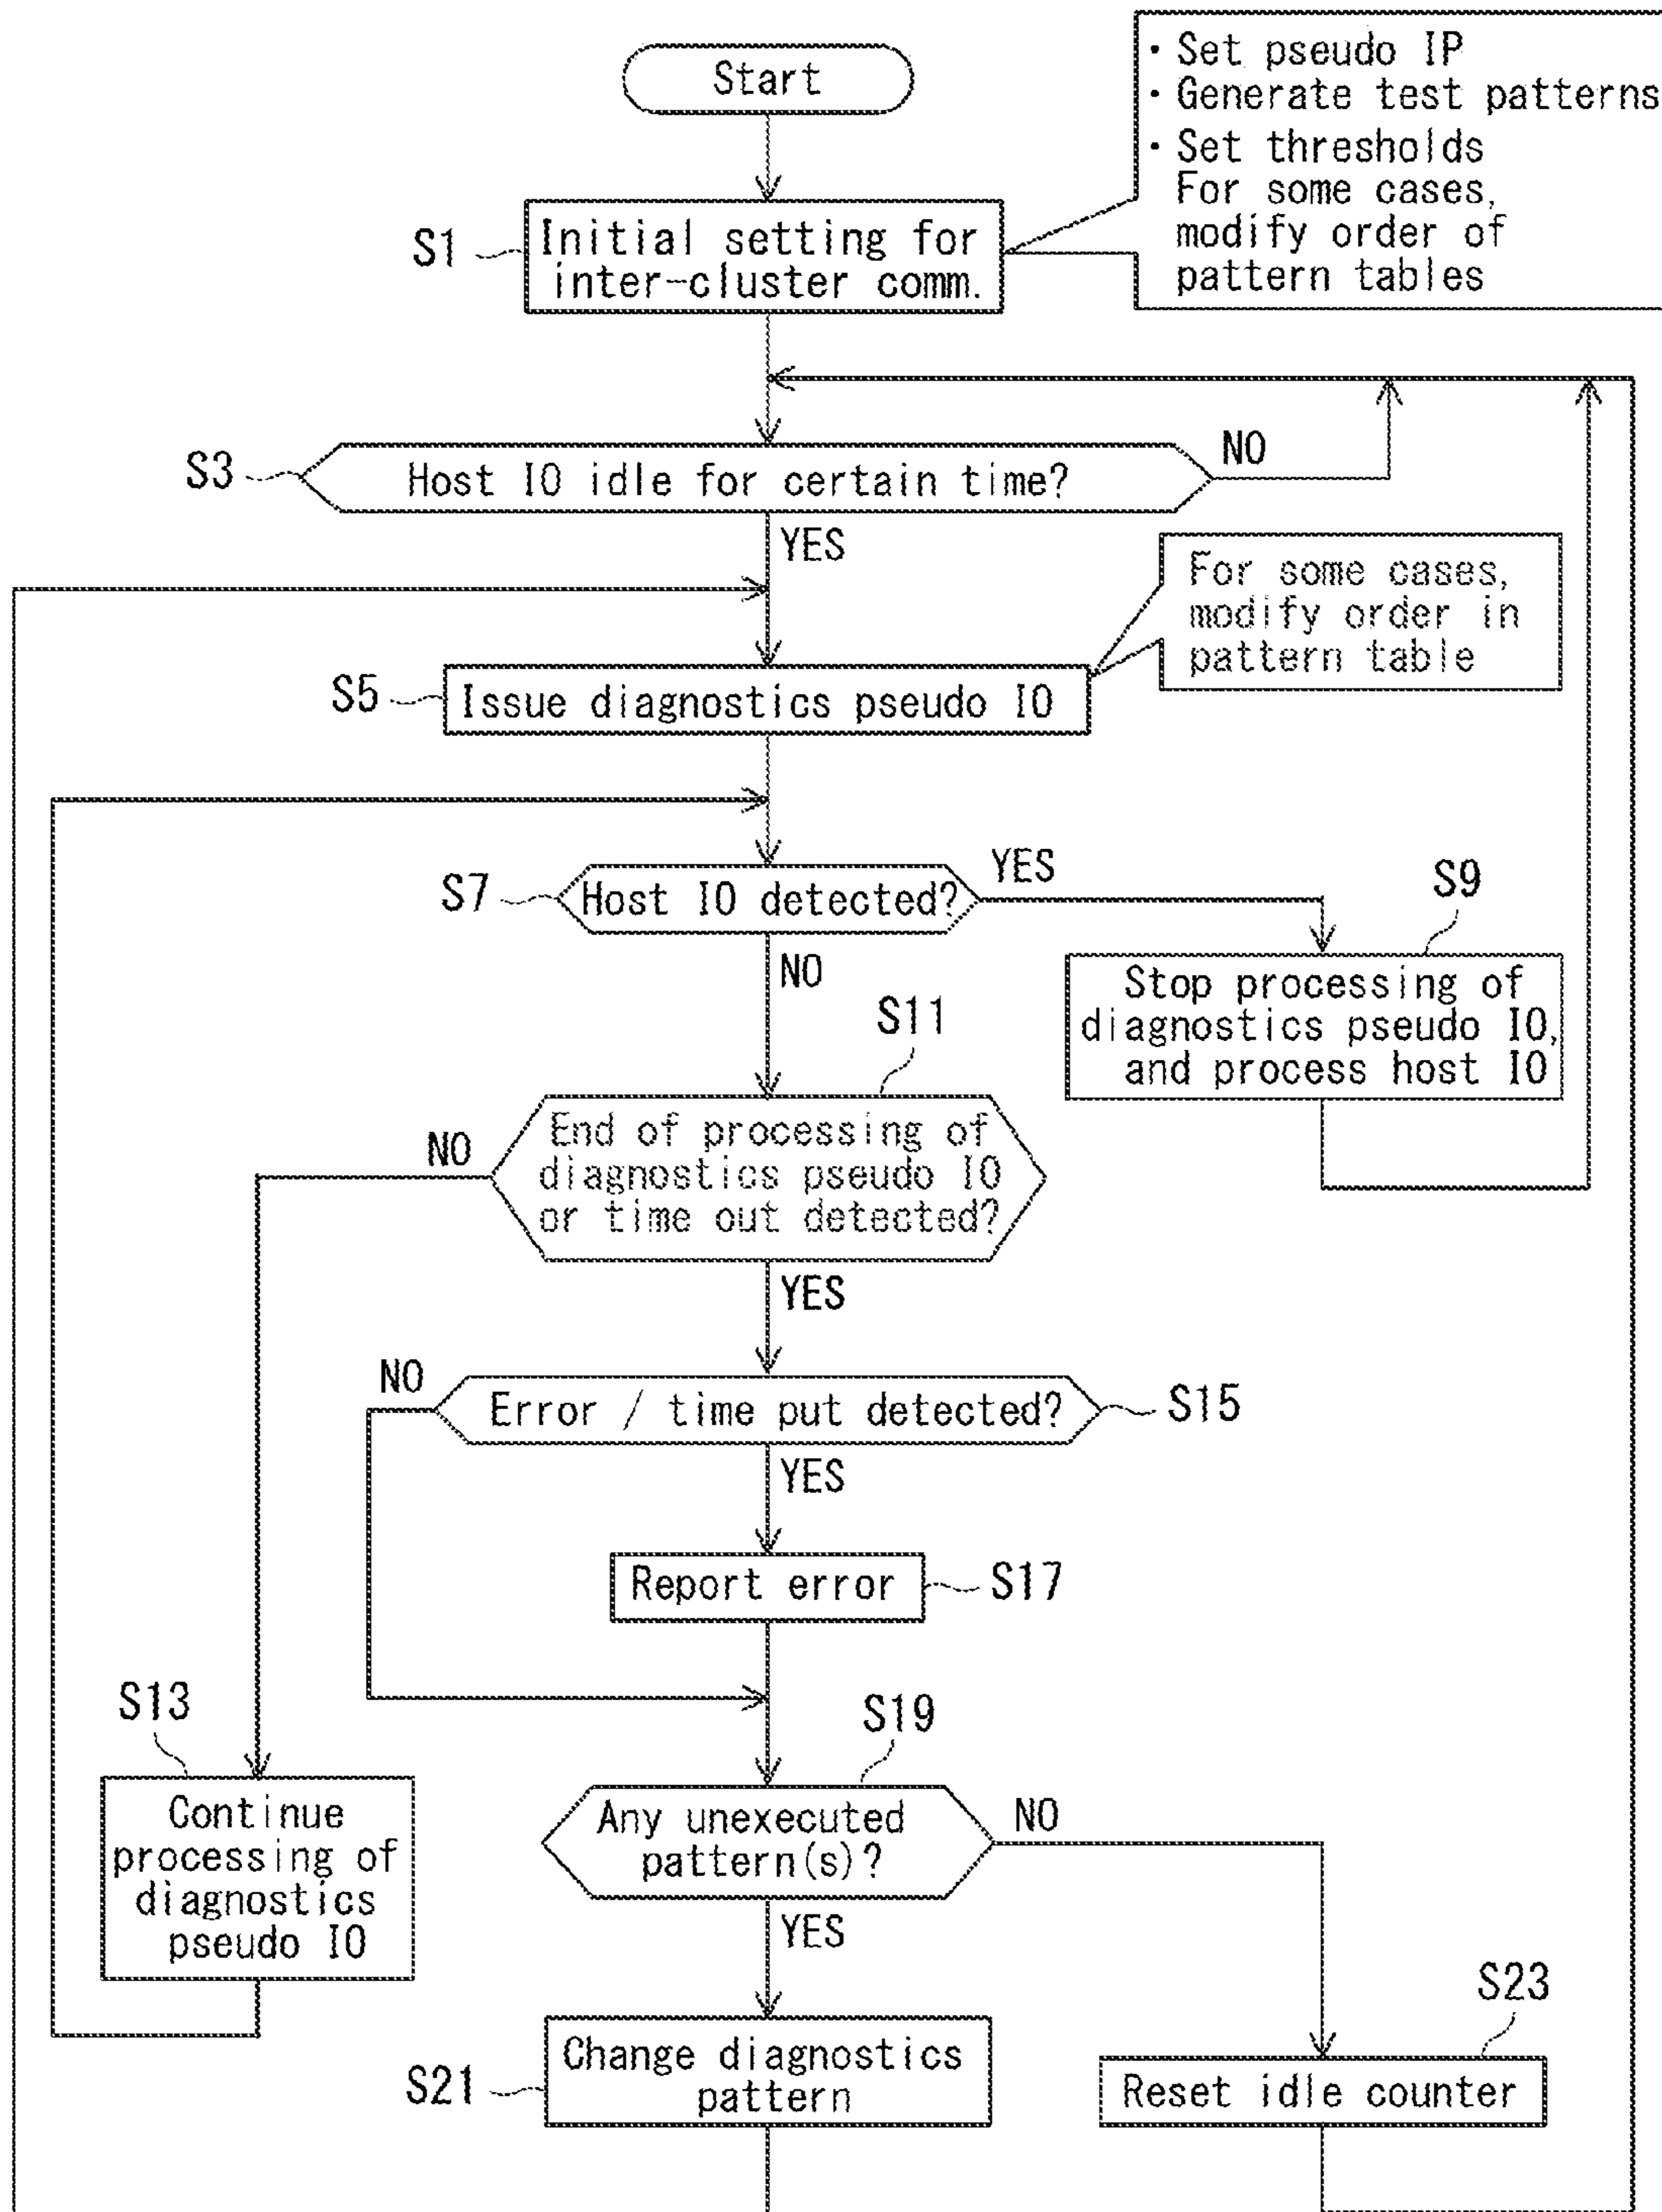 Start
· Set pseudo IP
· Generate test patterns
· Set thresholds
For some cases,
modify order of
pattern tables
S1
Initial setting for
inter-cluster comm.
S3
Host IO idle for certain time?
NO
YES
For some cases,
modify order in
pattern table
S5
Issue diagnostics pseudo IO
S7
Host IO detected?
YES
NO
S9
Stop processing of
diagnostics pseudo IO,
and process host IO
S11
End of processing of
diagnostics pseudo IO
or time out detected?
NO
YES
NO
Error / time put detected?
S15
YES
Report error
S17
S13
Continue
processing of
diagnostics
pseudo IO
S19
Any unexecuted
pattern(s)?
NO
YES
S21
Change diagnostics
pattern
S23
Reset idle counter